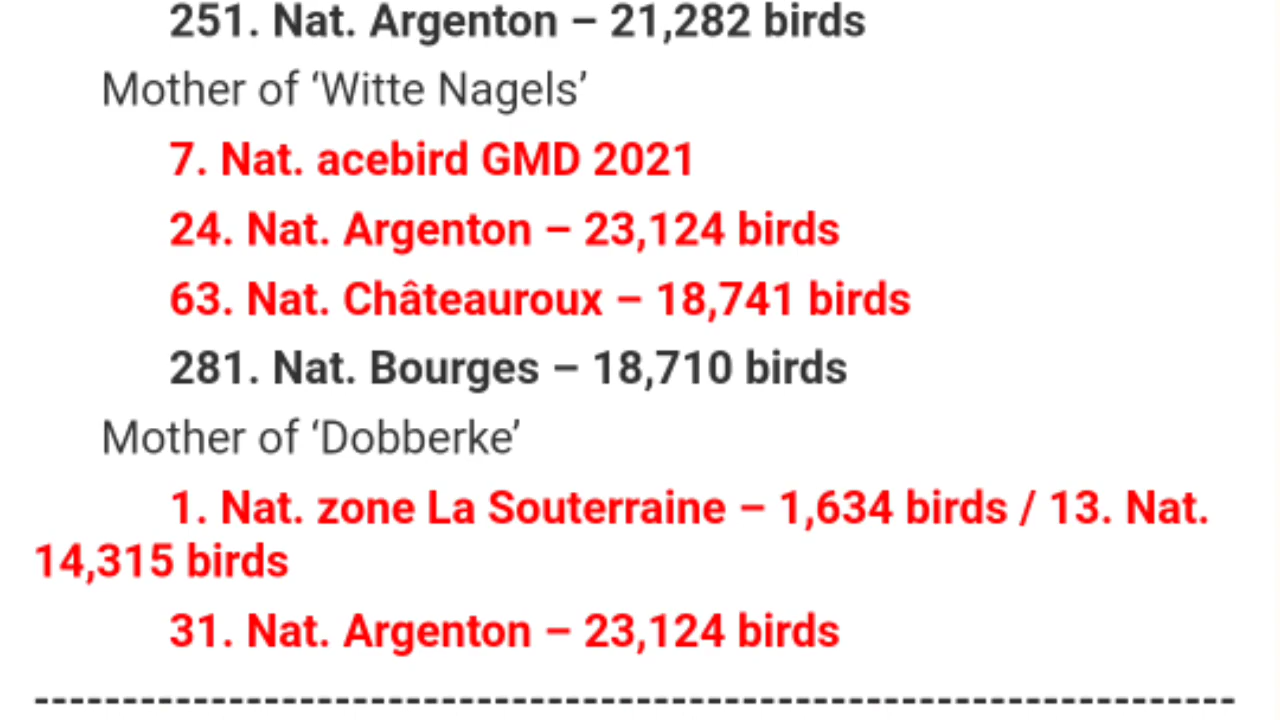 251. Nat. Argenton – 21,282 birds
Mother of ‘Witte Nagels’
7. Nat. acebird GMD 2021
24. Nat. Argenton – 23,124 birds
63. Nat. Châteauroux – 18,741 birds
281. Nat. Bourges – 18,710 birds
Mother of ‘Dobberke’
1. Nat. zone La Souterraine – 1,634 birds / 13. Nat.
14,315 birds
31. Nat. Argenton – 23,124 birds
--------------------------------------------------------------------